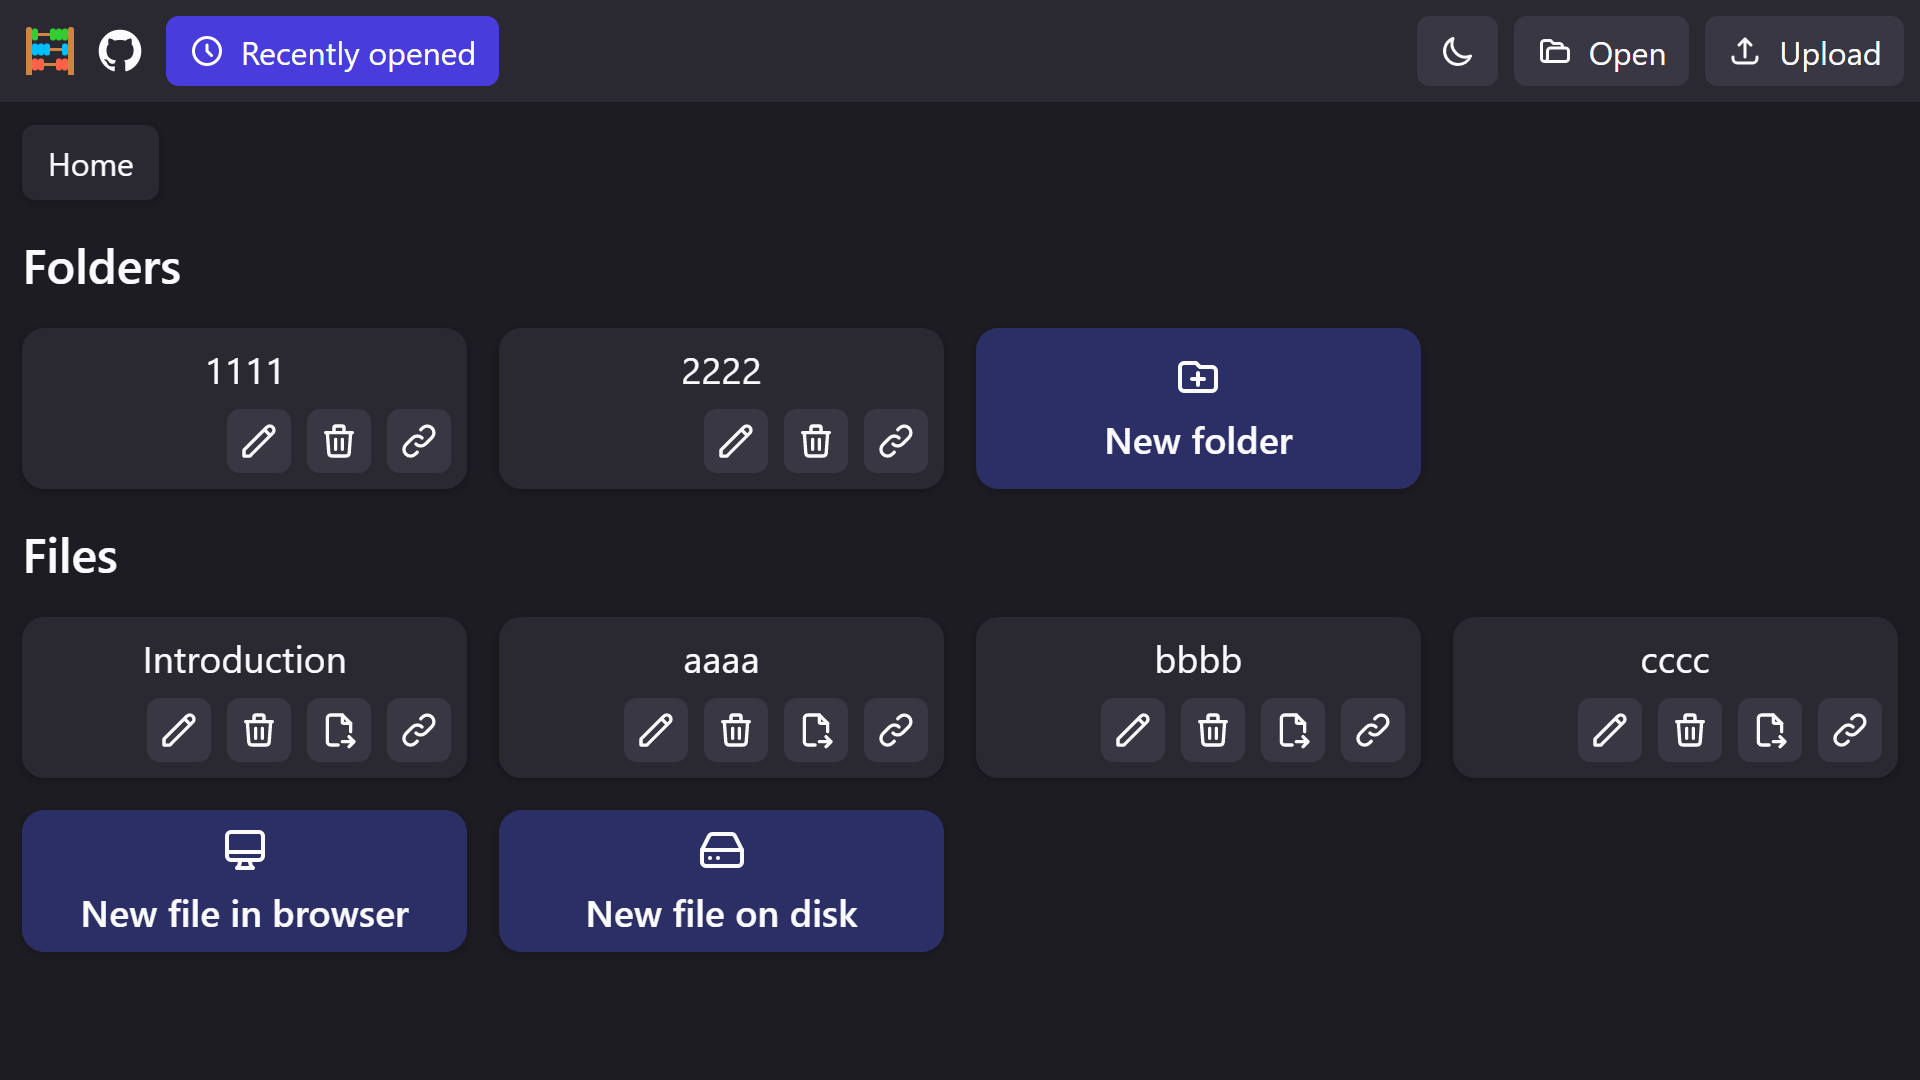 Recently opened
Open
Upload
Home
Folders
1111
2222
New folder
Files
Introduction
aaaa
bbbb
cccc
New file in browser
New file on disk